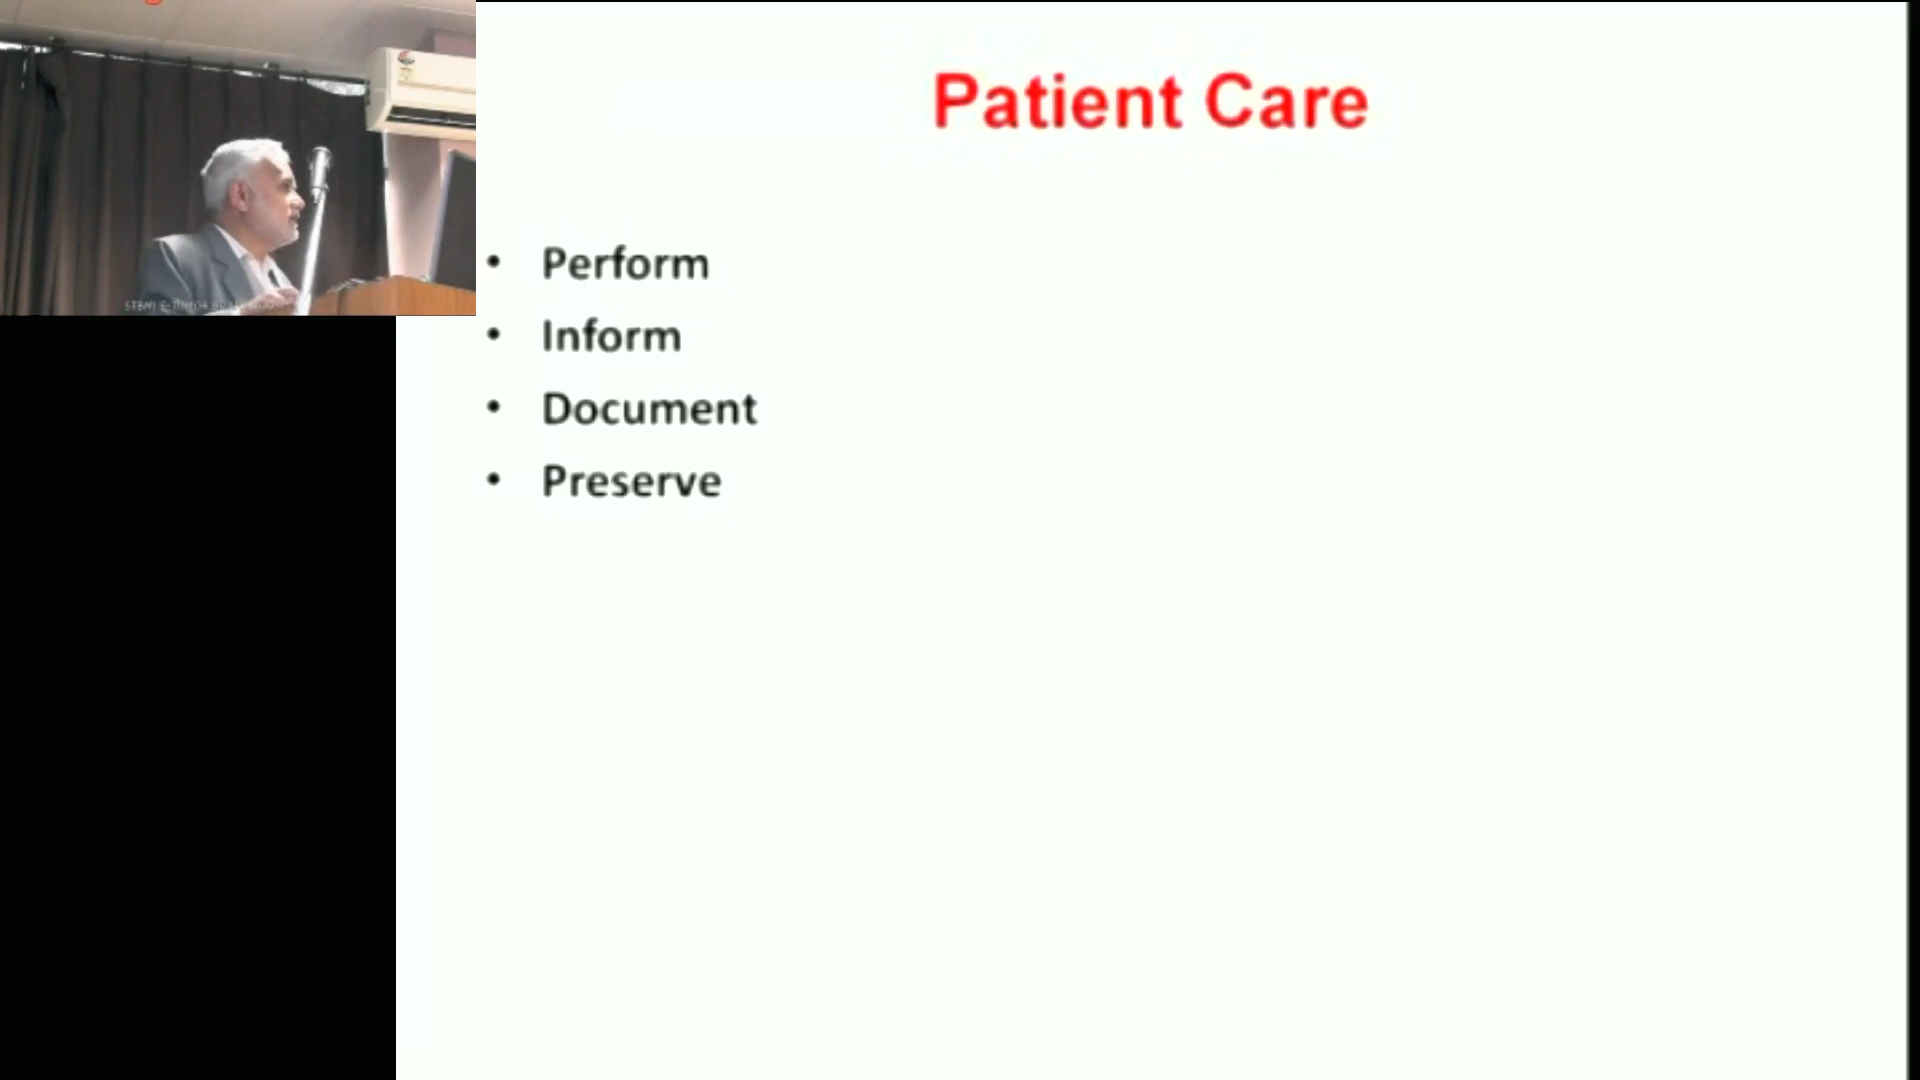 Patient Care
• Perform
• Inform
• Document
• Preserve